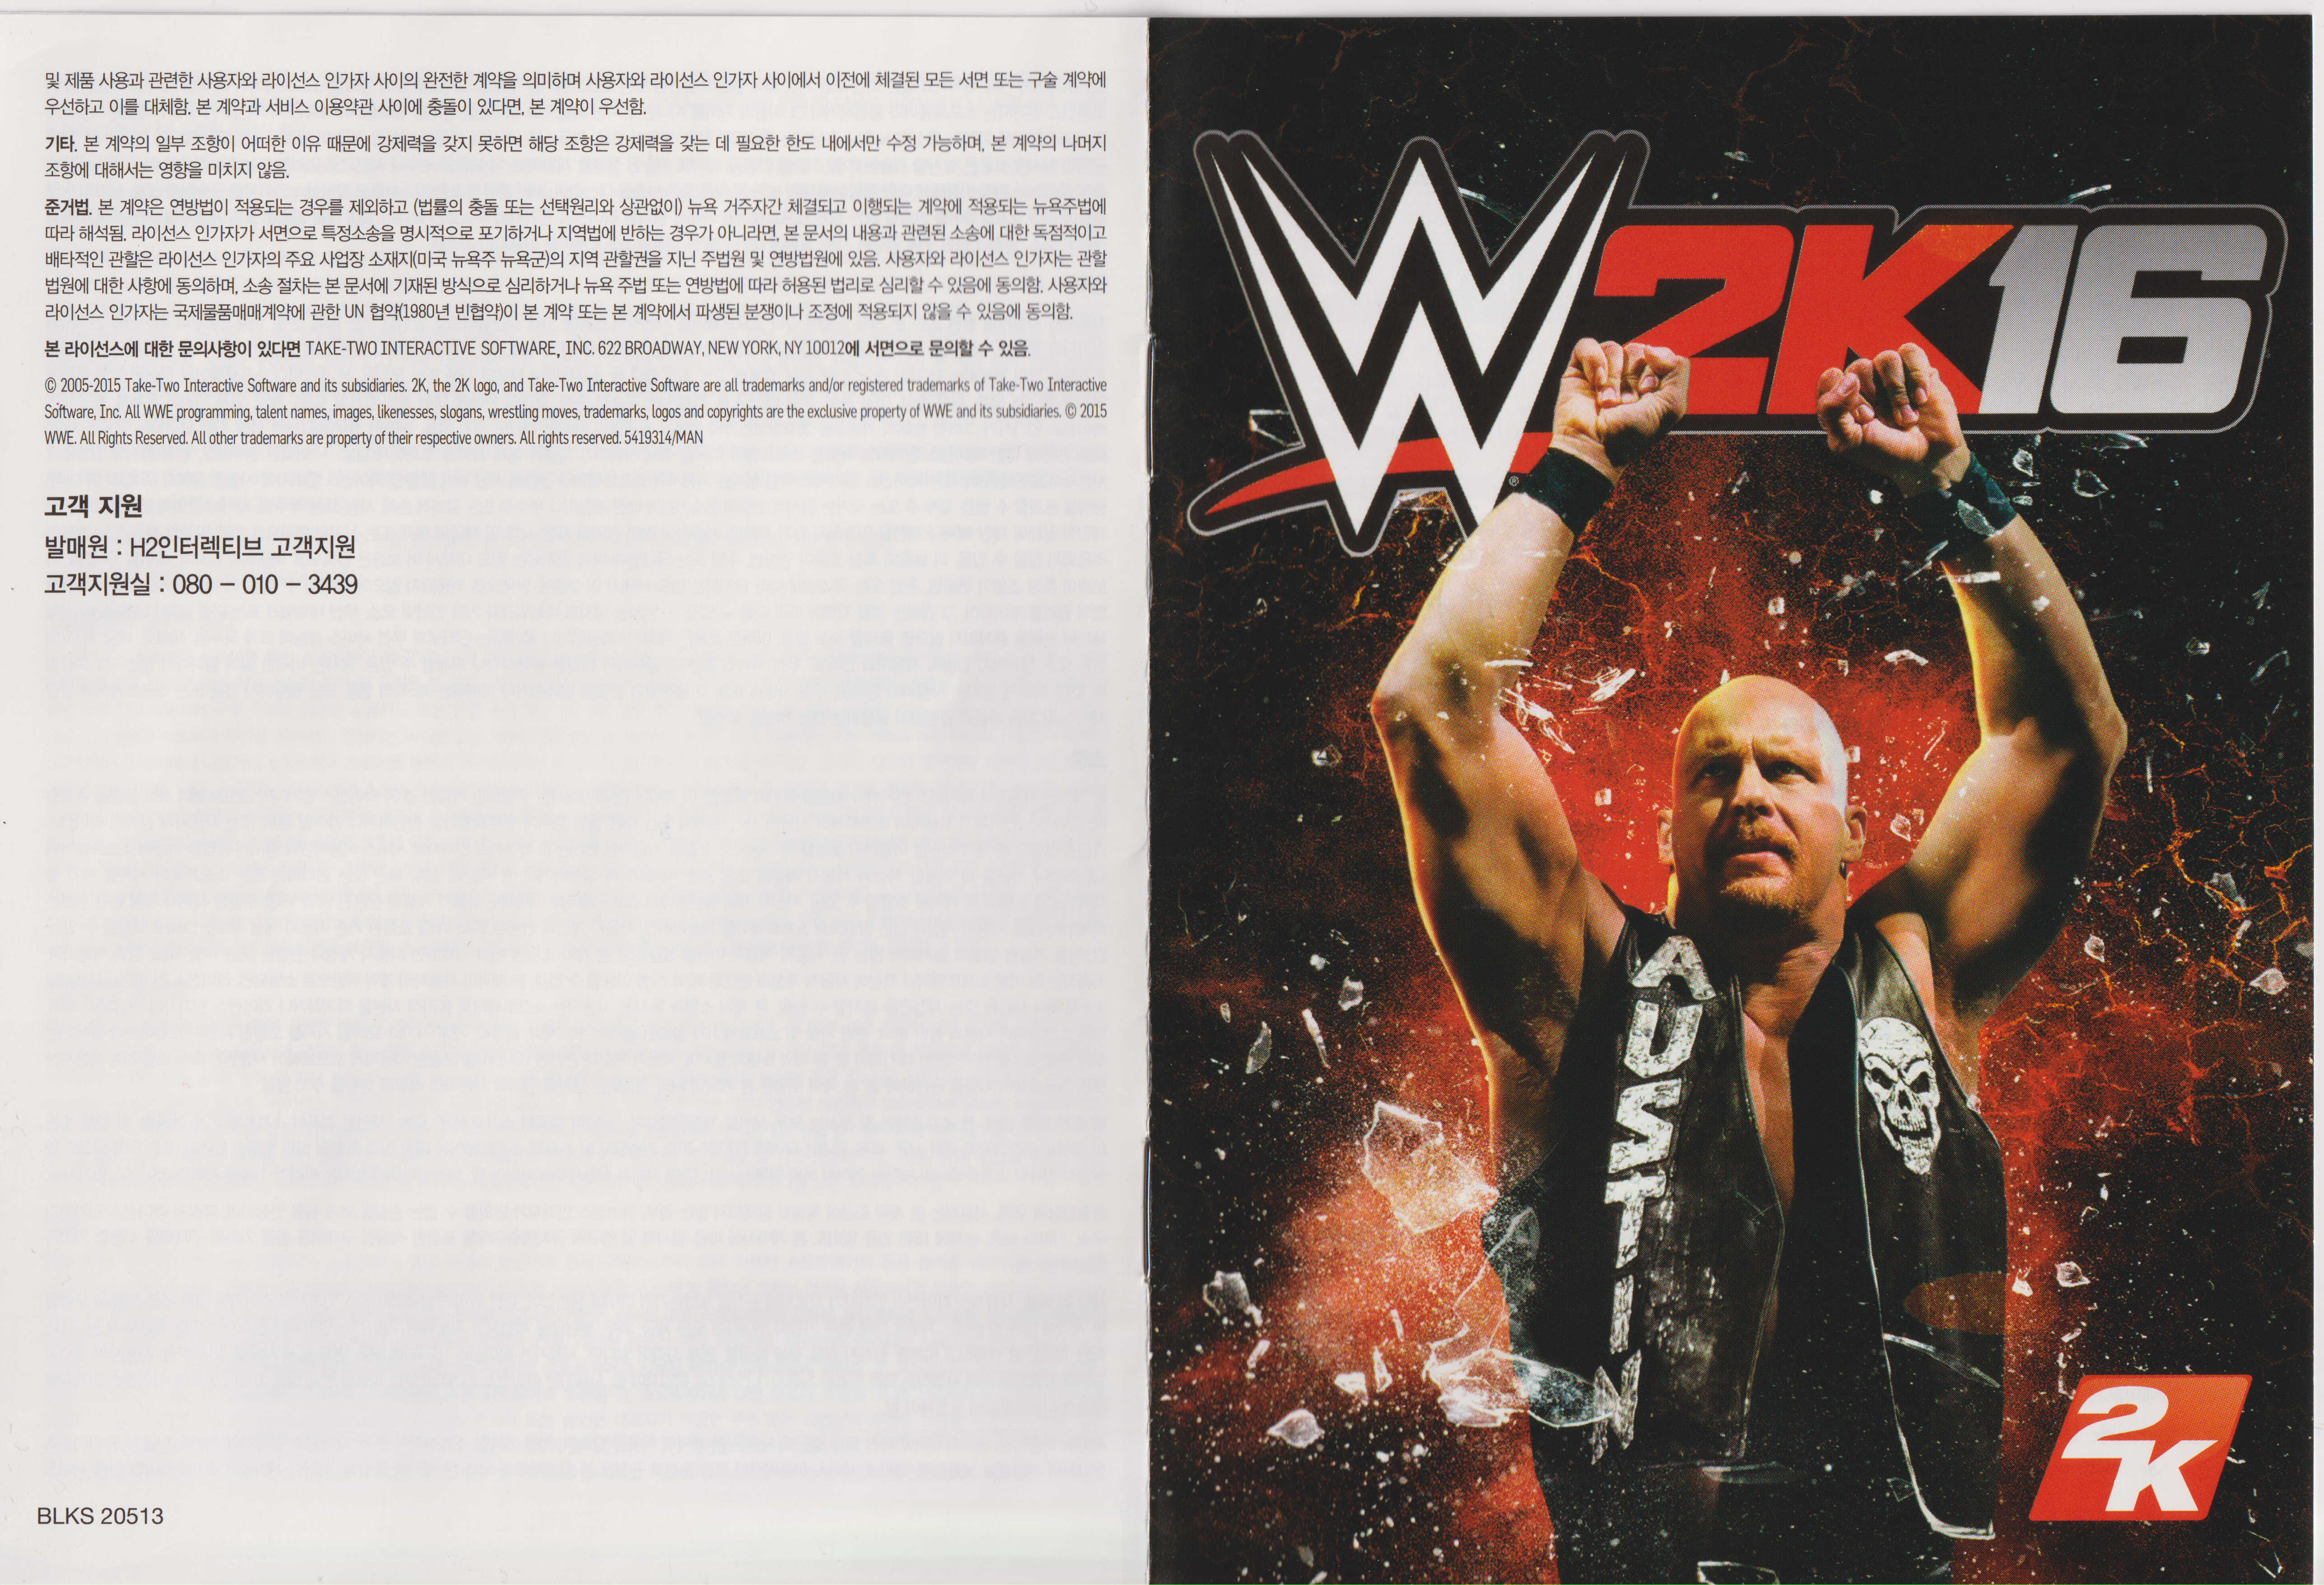 및 제품 사용과 관련한 사용자와 라이선스 인가자 사이의 완전한 계약을 의미하며 사용자와 라이선스 인가자 사이에서 이전에 체결된 모든 서면 또는 구술 계약에
우선하고 이를 대체함. 본 계약과 서비스 이용약관 사이에 충돌이 있다면, 본 계약이 우선함.
기타. 본 계약의 일부 조항이 어떠한 이유 때문에 강제력을 갖지 못하면 해당 조항은 강제력을 갖는 데 필요한 한도 내에서만 수정 가능하며, 본 계약의 나머지
조항에 대해서는 영향을 미치지 않음.
준거법. 본 계약은 연방법이 적용되는 경우를 제외하고 (법률의 충돌 또는 선택원리와 상관없이) 뉴욕 거주자간 체결되고 이행되는 계약에 적용되는 뉴욕주법에
따라 해석됨. 라이선스 인가자가 서면으로 특정소송을 명시적으로 포기하거나 지역법에 반하는 경우가 아니라면, 본 문서의 내용과 관련된 소송에 대한 독점적이고
배타적인 관할은 라이선스 인가자의 주요 사업장 소재지(미국 뉴욕주 뉴욕군)의 지역 관할권을 지닌 주법원 및 연방법원에 있음. 사용자와 라이선스 인가자는 관할
법원에 대한 사항에 동의하며, 소송 절차는 본 문서에 기재된 방식으로 심리하거나 뉴욕 주법 또는 연방법에 따라 허용된 법리로 심리할 수 있음에 동의함. 사용자와
라이선스 인가자는 국제물품매매계약에 관한 UN 협약(1980년 빈협약)이 본 계약 또는 본 계약에서 파생된 분쟁이나 조정에 적용되지 않을 수 있음에 동의함.
본 라이선스에 대한 문의사항이 있다면 TAKE-TWO INTERACTIVE SOFTWARE, INC. 622 BROADWAY, NEW YORK, NY 10012에 서면으로 문의할 수 있음.
© 2005-2015 Take-Two Interactive Software and its subsidiaries. 2K, the 2K logo, and Take-Two Interactive Software are all trademarks and/or registered trademarks of Take-Two Interactive
Software, Inc. All WWE programming, talent names, images, likenesses, slogans, wrestling moves, trademarks, logos and copyrights are the exclusive property of WWE and its subsidiaries. © 2015
WWE. All Rights Reserved. All other trademarks are property of their respective owners. All rights reserved. 5419314/MAN
고객 지원
발매원 : H2인터렉티브 고객지원
고객지원실 : 080 - 010 - 3439
BLKS 20513
W 2K16
®
AUSTIN
2K